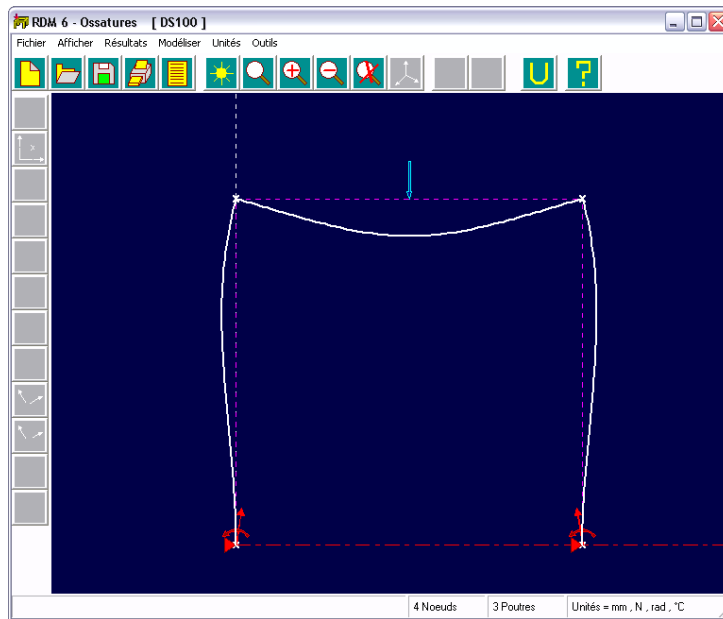 RDM 6 - Ossatures [ DS100 ]
Fichier Afficher Résultats Modéliser Unités Outils
4 Noeuds 3 Poutres Unités = mm , N , rad , °C